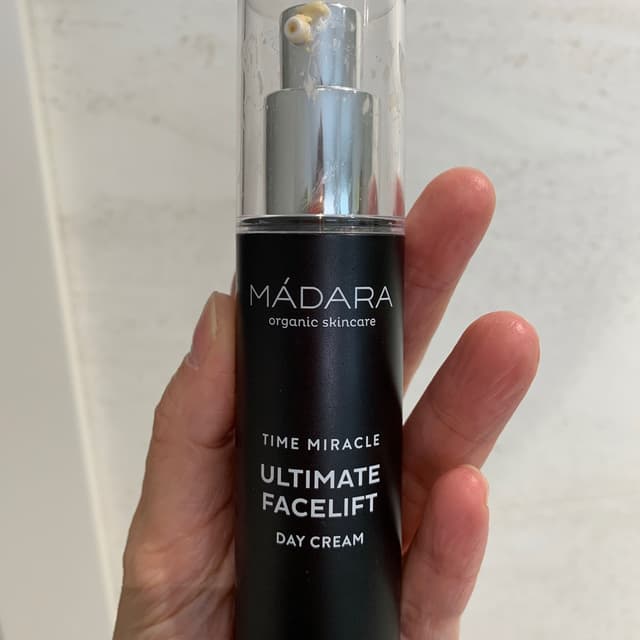 MÁDARA
organic skincare
TIME MIRACLE
ULTIMATE
FACELIFT
DAY CREAM